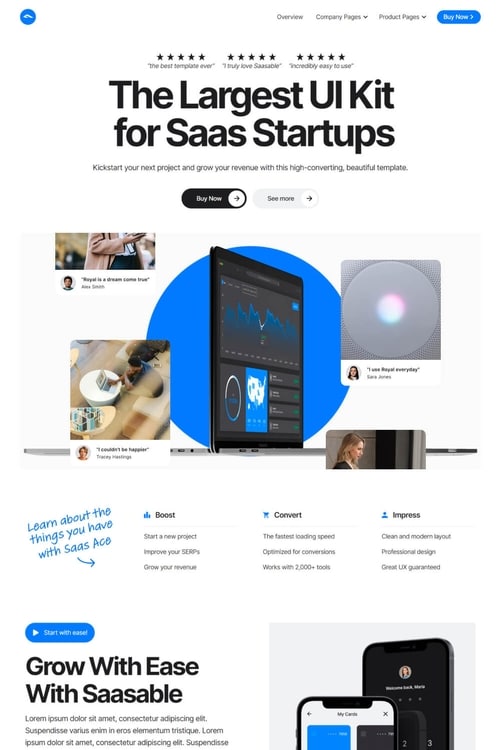 Overview Company Pages Product Pages Buy Now
"the best template ever" "I truly love Saasable" "incredibly easy to use"
The Largest UI Kit
for Saas Startups
Kickstart your next project and grow your revenue with this high-converting, beautiful template.
Buy Now See more
"Royal is a dream come true"
Alex Smith
"I use Royal everyday"
Sara Jones
"I couldn't be happier"
Tracey Hastings
Learn about the
things you have
with Saas Ace
Boost
Start a new project
Improve your SERPs
Grow your revenue
Convert
The fastest loading speed
Optimized for conversions
Works with 2,000+ tools
Impress
Clean and modern layout
Professional design
Great UX guaranteed
Start with ease!
Grow With Ease
With Saasable
Lorem ipsum dolor sit amet, consectetur adipiscing elit.
Suspendisse varius enim in eros elementum tristique. Lorem
ipsum dolor sit amet, consectetur adipiscing elit. Suspendisse
Welcome back, Maria
My Cards
2
3